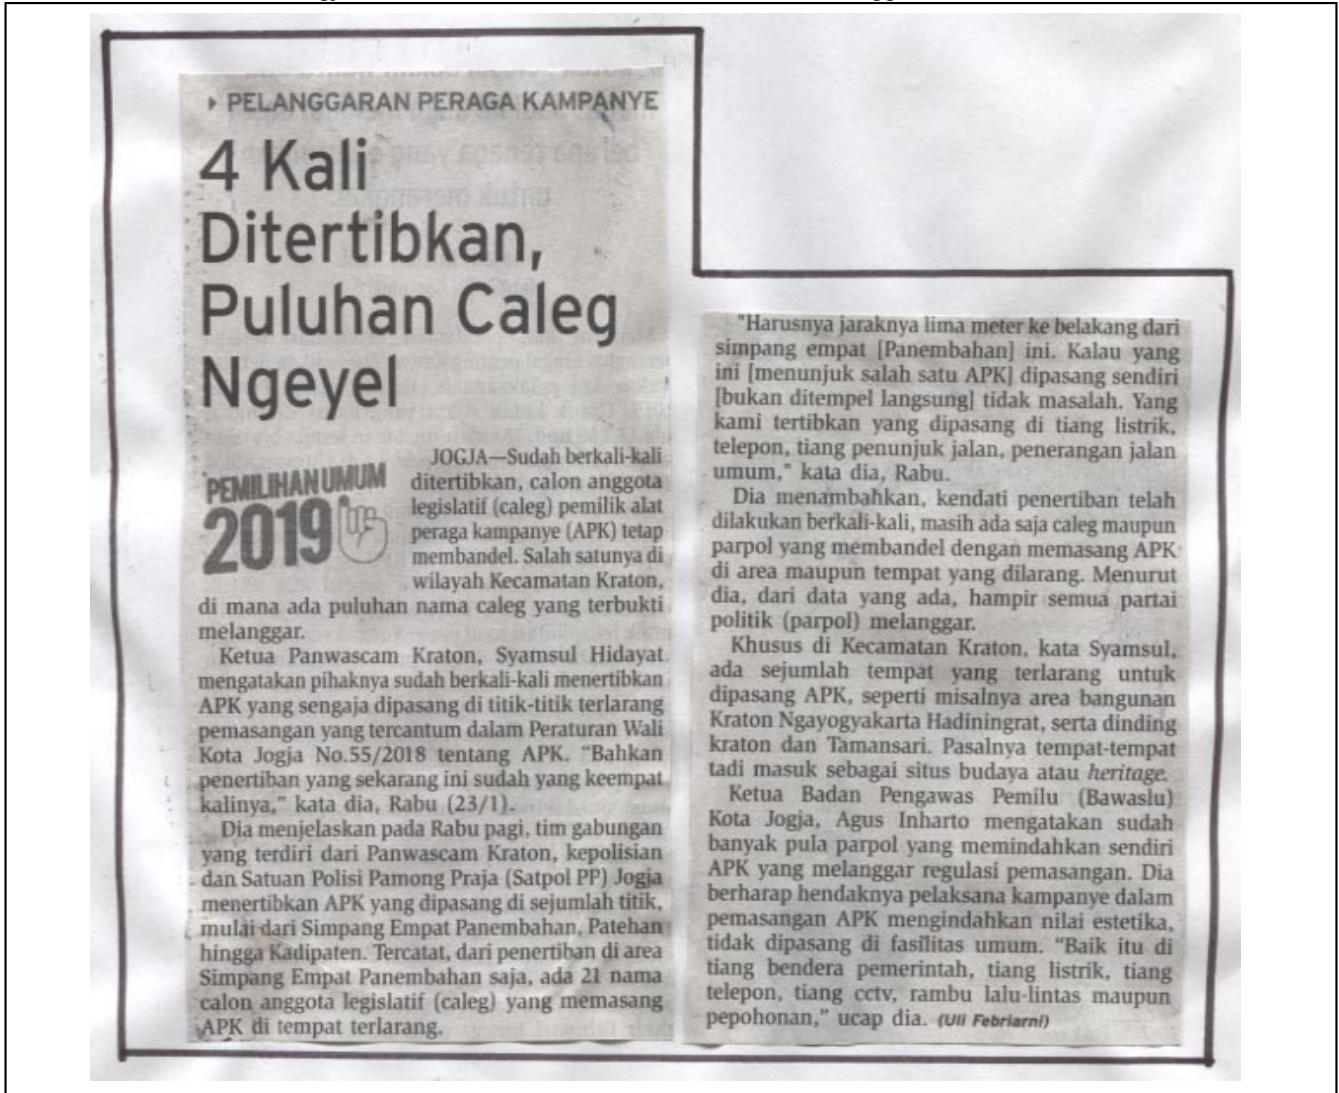 PELANGGARAN PERAGA KAMPANYE
4 Kali
Ditertibkan,
Puluhan Caleg
Ngeyel
PEMILIHAN UMUM
2019
JOGJA—Sudah berkali-kali
ditertibkan, calon anggota
legislatif (caleg) pemilik alat
peraga kampanye (APK) tetap
membandel. Salah satunya di
wilayah Kecamatan Kraton,
di mana ada puluhan nama caleg yang terbukti
melanggar.
Ketua Panwascam Kraton, Syamsul Hidayat
mengatakan pihaknya sudah berkali-kali menertibkan
APK yang sengaja dipasang di titik-titik terlarang
pemasangan yang tercantum dalam Peraturan Wali
Kota Jogja No.55/2018 tentang APK. “Bahkan
penertiban yang sekarang ini sudah yang keempat
kalinya,” kata dia, Rabu (23/1).
Dia menjelaskan pada Rabu pagi, tim gabungan
yang terdiri dari Panwascam Kraton, kepolisian
dan Satuan Polisi Pamong Praja (Satpol PP) Jogja
menertibkan APK yang dipasang di sejumlah titik,
mulai dari Simpang Empat Panembahan, Patehan
hingga Kadipaten. Tercatat, dari penertiban di area
Simpang Empat Panembahan saja, ada 21 nama
calon anggota legislatif (caleg) yang memasang
APK di tempat terlarang.
"Harusnya jaraknya lima meter ke belakang dari
simpang empat [Panembahan] ini. Kalau yang
ini [menunjuk salah satu APK] dipasang sendiri
[bukan ditempel langsung] tidak masalah. Yang
kami tertibkan yang dipasang di tiang listrik,
telepon, tiang penunjuk jalan, penerangan jalan
umum," kata dia, Rabu.
Dia menambahkan, kendati penertiban telah
dilakukan berkali-kali, masih ada saja caleg maupun
parpol yang membandel dengan memasang APK
di area maupun tempat yang dilarang. Menurut
dia, dari data yang ada, hampir semua partai
politik (parpol) melanggar.
Khusus di Kecamatan Kraton, kata Syamsul,
ada sejumlah tempat yang terlarang untuk
dipasang APK, seperti misalnya area bangunan
Kraton Ngayogyakarta Hadiningrat, serta dinding
kraton dan Tamansari. Pasalnya tempat-tempat
tadi masuk sebagai situs budaya atau heritage.
Ketua Badan Pengawas Pemilu (Bawaslu)
Kota Jogja, Agus Inharto mengatakan sudah
banyak pula parpol yang memindahkan sendiri
APK yang melanggar regulasi pemasangan. Dia
berharap hendaknya pelaksana kampanye dalam
pemasangan APK mengindahkan nilai estetika,
tidak dipasang di fasilitas umum. “Baik itu di
tiang bendera pemerintah, tiang listrik, tiang
telepon, tiang cctv, rambu lalu-lintas maupun
pepohonan,” ucap dia. (Uli Febriarni)